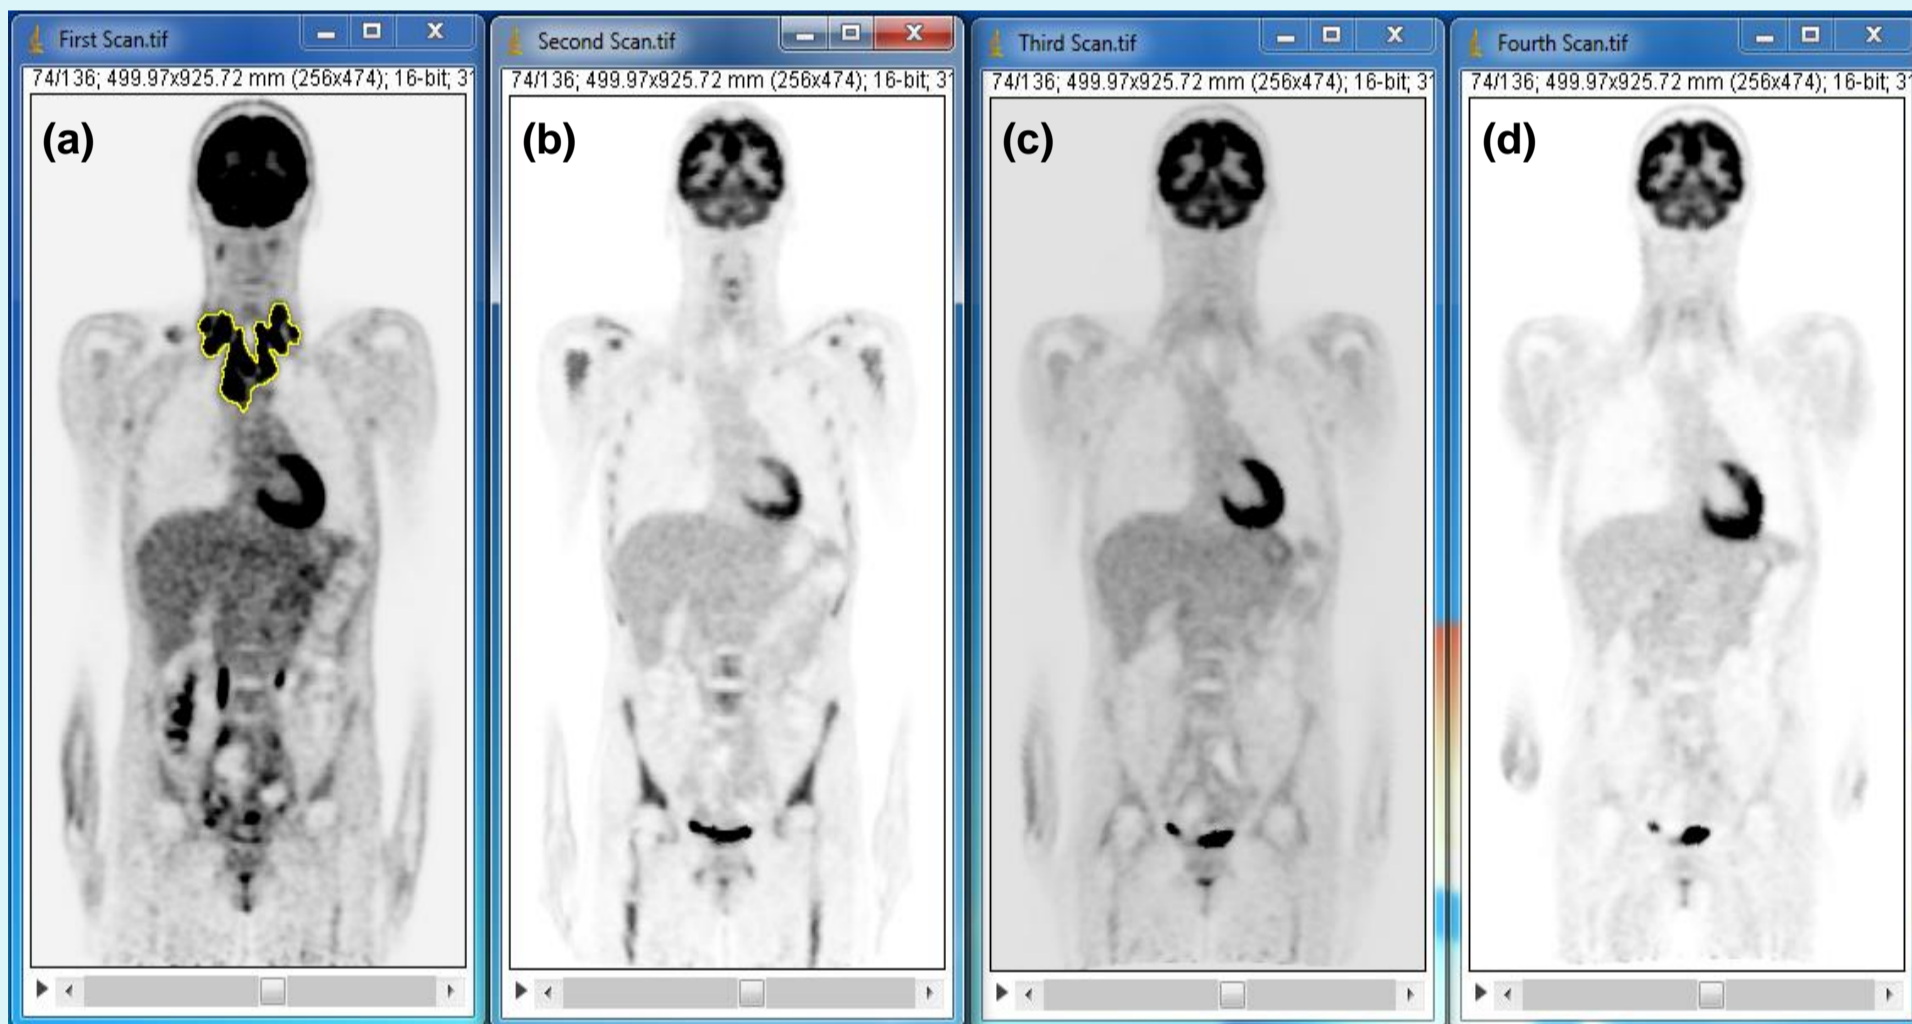 First Scan.tif
74/136; 499.97x925.72 mm (256x474); 16-bit; 3
(a)
Second Scan.tif
74/136; 499.97x925.72 mm (256x474); 16-bit; 3
(b)
Third Scan.tif
74/136; 499.97x925.72 mm (256x474); 16-bit; 3
(c)
Fourth Scan.tif
74/136; 499.97x925.72 mm (256x474); 16-bit; 3
(d)